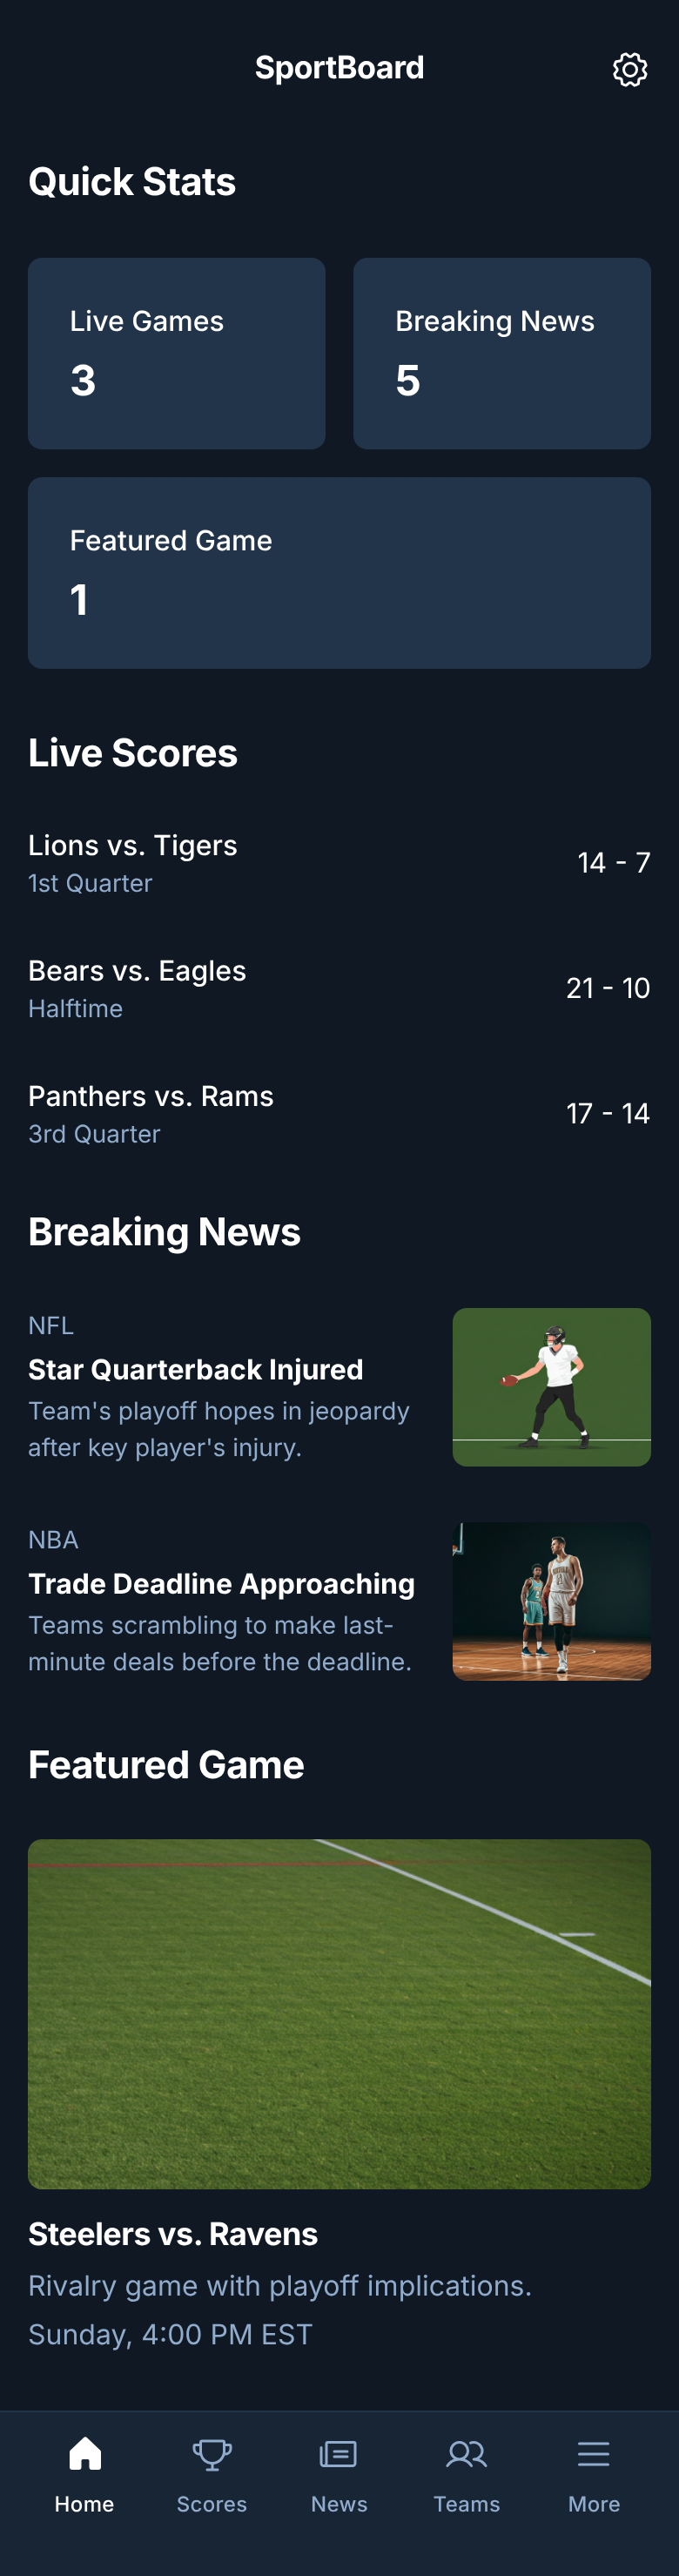 SportBoard
Quick Stats
Live Games
3
Breaking News
5
Featured Game
1
Live Scores
Lions vs. Tigers
1st Quarter
14 - 7
Bears vs. Eagles
Halftime
21 - 10
Panthers vs. Rams
3rd Quarter
17 - 14
Breaking News
NFL
Star Quarterback Injured
Team's playoff hopes in jeopardy
after key player's injury.
NBA
Trade Deadline Approaching
Teams scrambling to make last-
minute deals before the deadline.
Featured Game
Steelers vs. Ravens
Rivalry game with playoff implications.
Sunday, 4:00 PM EST
Home
Scores
News
Teams
More